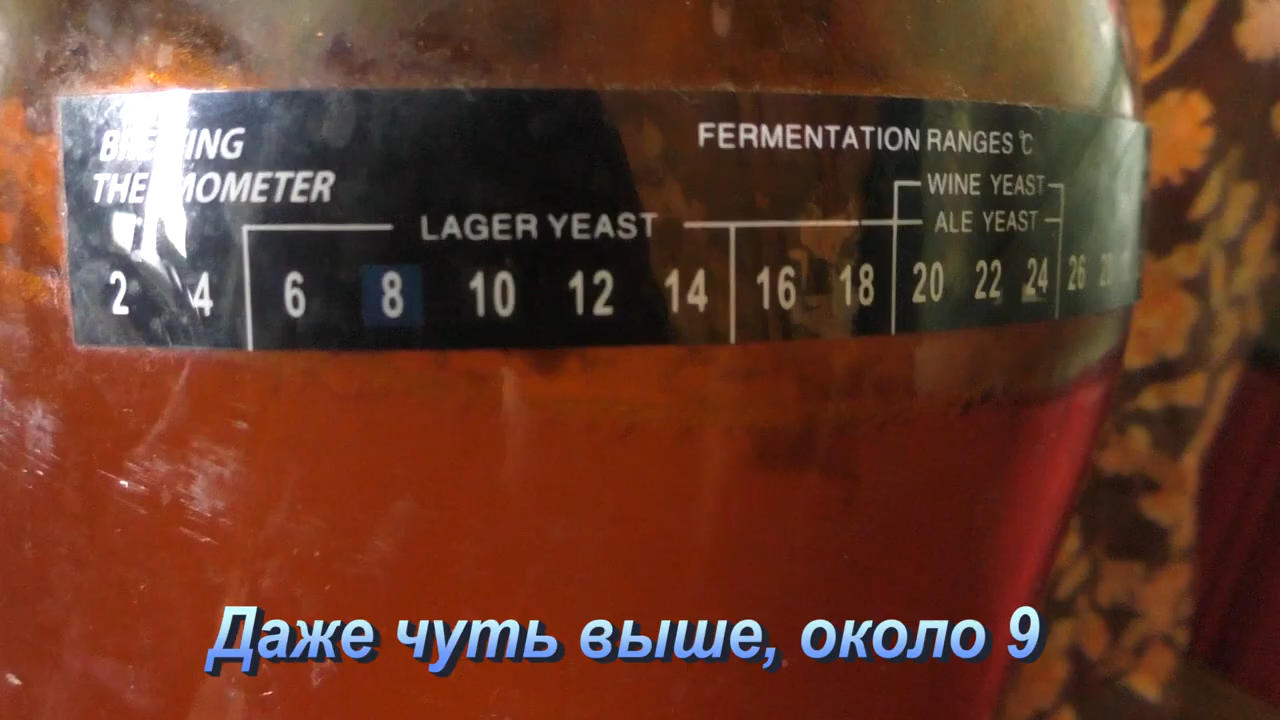 BREWING
THERMOMETER
FERMENTATION RANGES °C
WINE YEAST
LAGER YEAST
ALE YEAST
2 4 6 8 10 12 14 16 18 20 22 24 26
Даже чуть выше, около 9